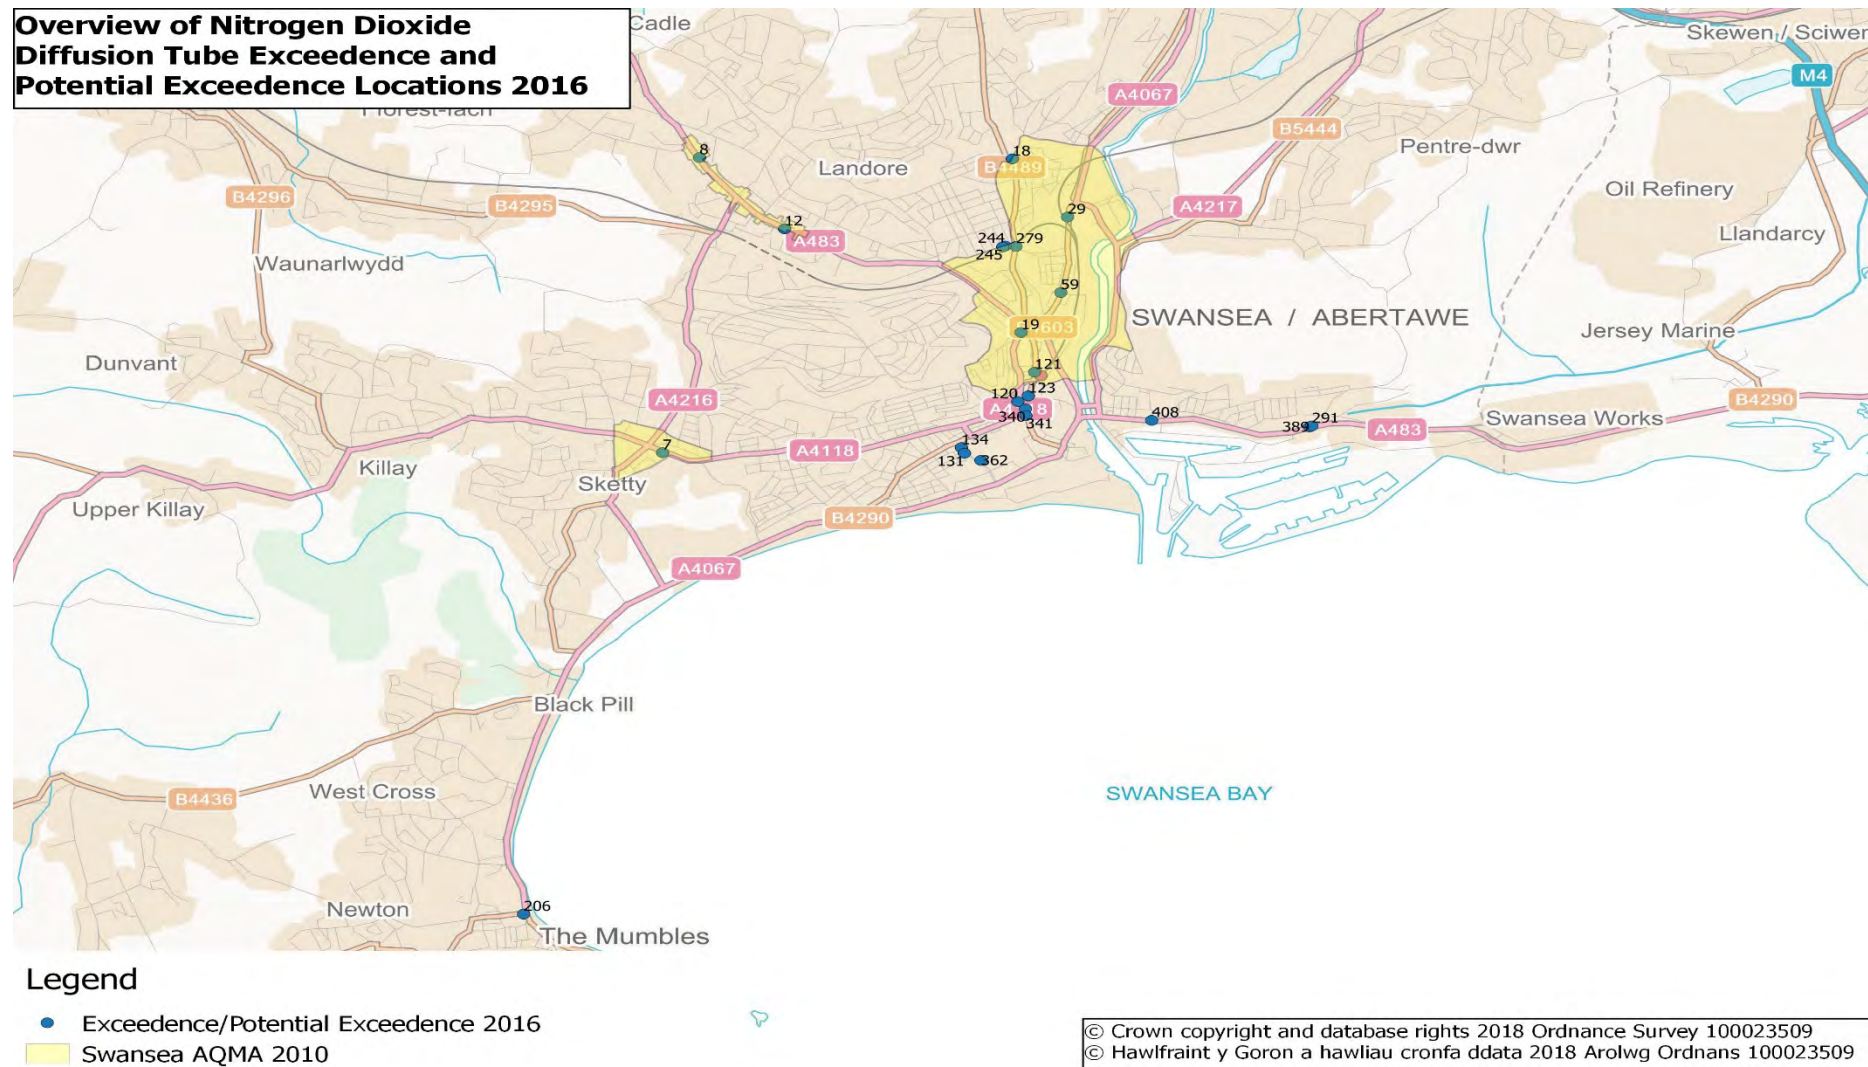 Overview of Nitrogen Dioxide
Diffusion Tube Exceedence and
Potential Exceedence Locations 2016
Cadle
Skewen / Sciwen
M4
A4067
B5444
Pentre-dwr
8
Landore
18
B4489
Oil Refinery
B4296
B4295
A4217
29
12
A483
244
279
245
Llandarcy
Waunarlwydd
59
SWANSEA / ABERTAWE
19
603
Jersey Marine
Dunvant
121
A4216
123
120
B4290
408
340
341
291
389
A483
Swansea Works
7
A4118
134
131
362
Killay
Sketty
Upper Killay
B4290
A4067
Black Pill
West Cross
B4436
SWANSEA BAY
206
Newton
The Mumbles
Legend
Exceedence/Potential Exceedence 2016
Swansea AQMA 2010
© Crown copyright and database rights 2018 Ordnance Survey 100023509
© Hawlfraint y Goron a hawliau cronfa ddata 2018 Arolwg Ordnans 100023509